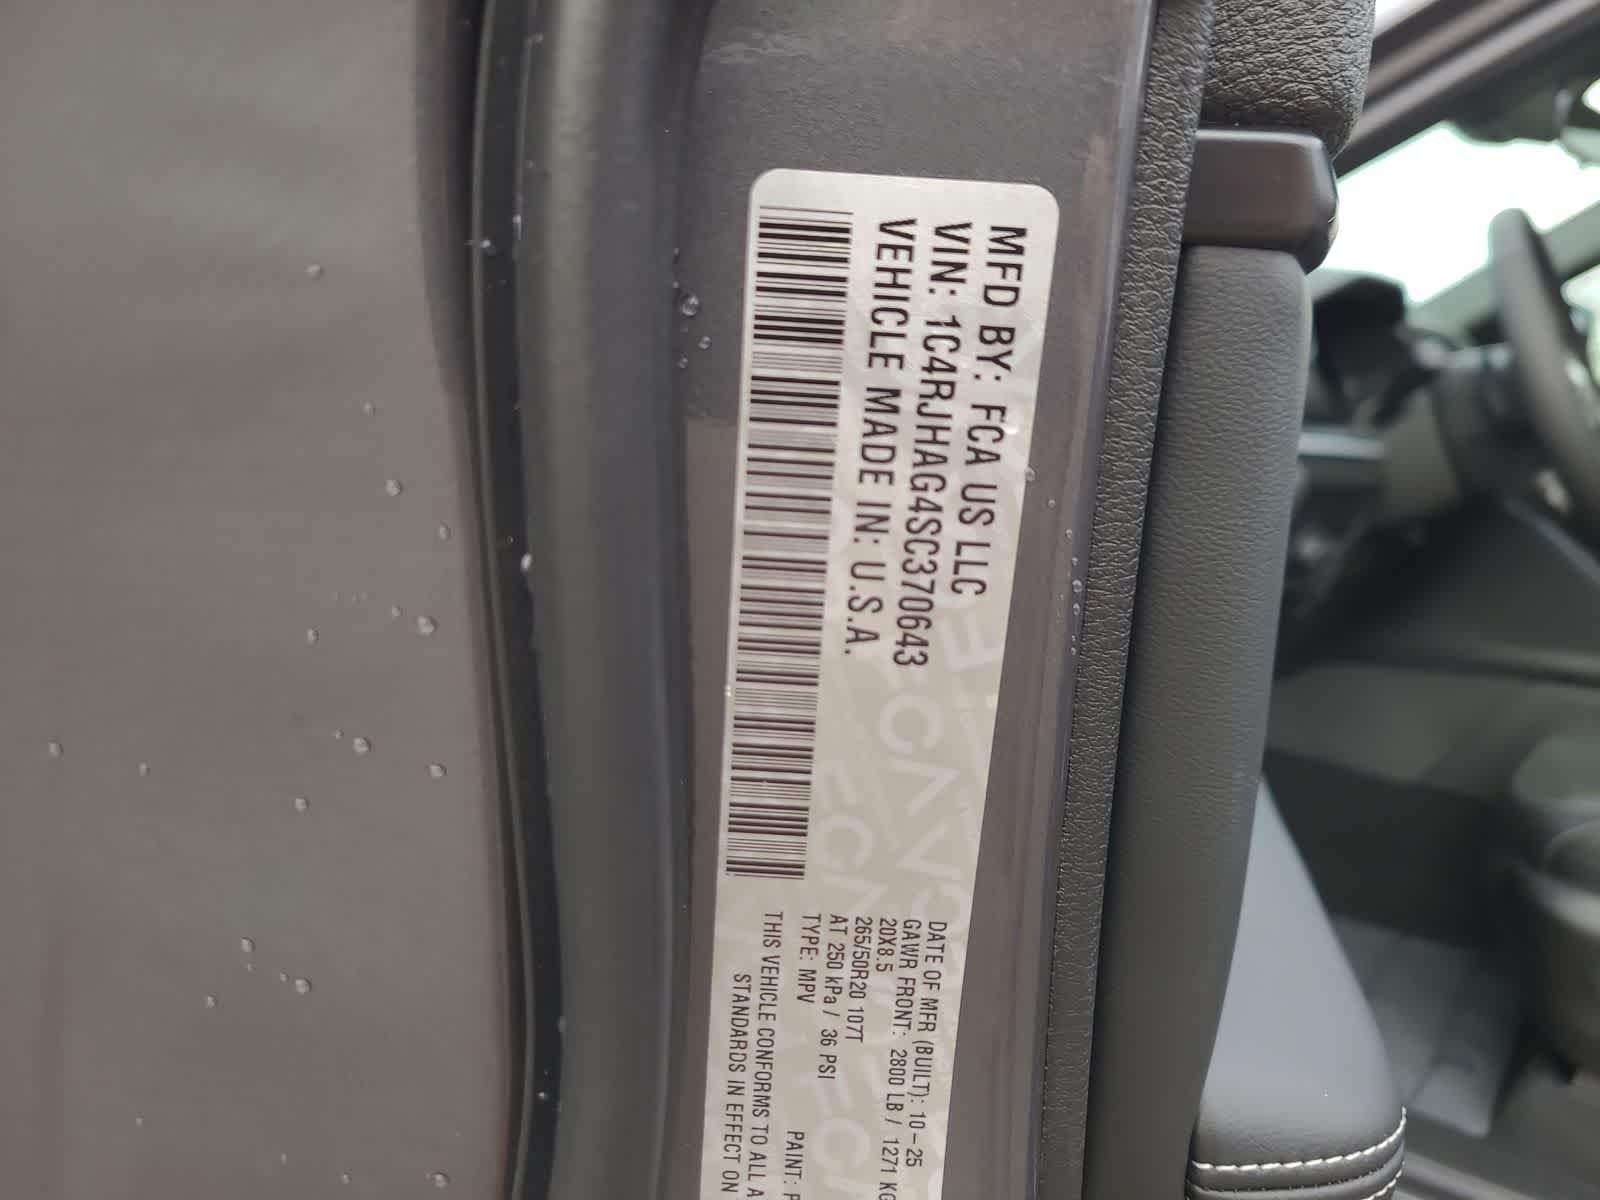 MFD BY: FCA US LLC
VIN: 1C4RJHAG4SC370643
VEHICLE MADE IN: U.S.A.
DATE OF MFR (BUILT): 10-25
GAWR FRONT: 2800 LB / 1271 KG
20X8.5
265/50R20 107T
AT 250 kPa / 36 PSI
TYPE: MPV
PAINT: P
THIS VEHICLE CONFORMS TO ALL A
STANDARDS IN EFFECT ON